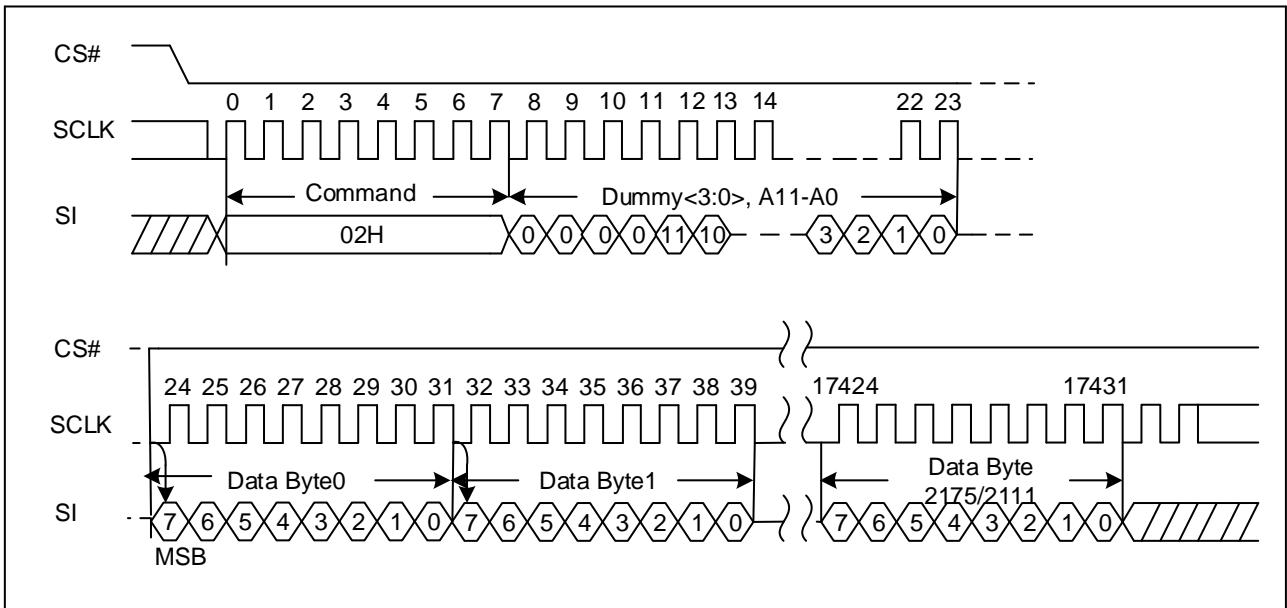 CS#
0 1 2 3 4 5 6 7 8 9 10 11 12 13 14 22 23
SCLK
Command Dummy<3:0>, A11-A0
SI
02H 0 0 0 0 11 10 3 2 1 0
CS#
24 25 26 27 28 29 30 31 32 33 34 35 36 37 38 39 17424 17431
SCLK
Data Byte0 Data Byte1 Data Byte
2175/2111
SI
7 6 5 4 3 2 1 0 7 6 5 4 3 2 1 0 7 6 5 4 3 2 1 0
MSB